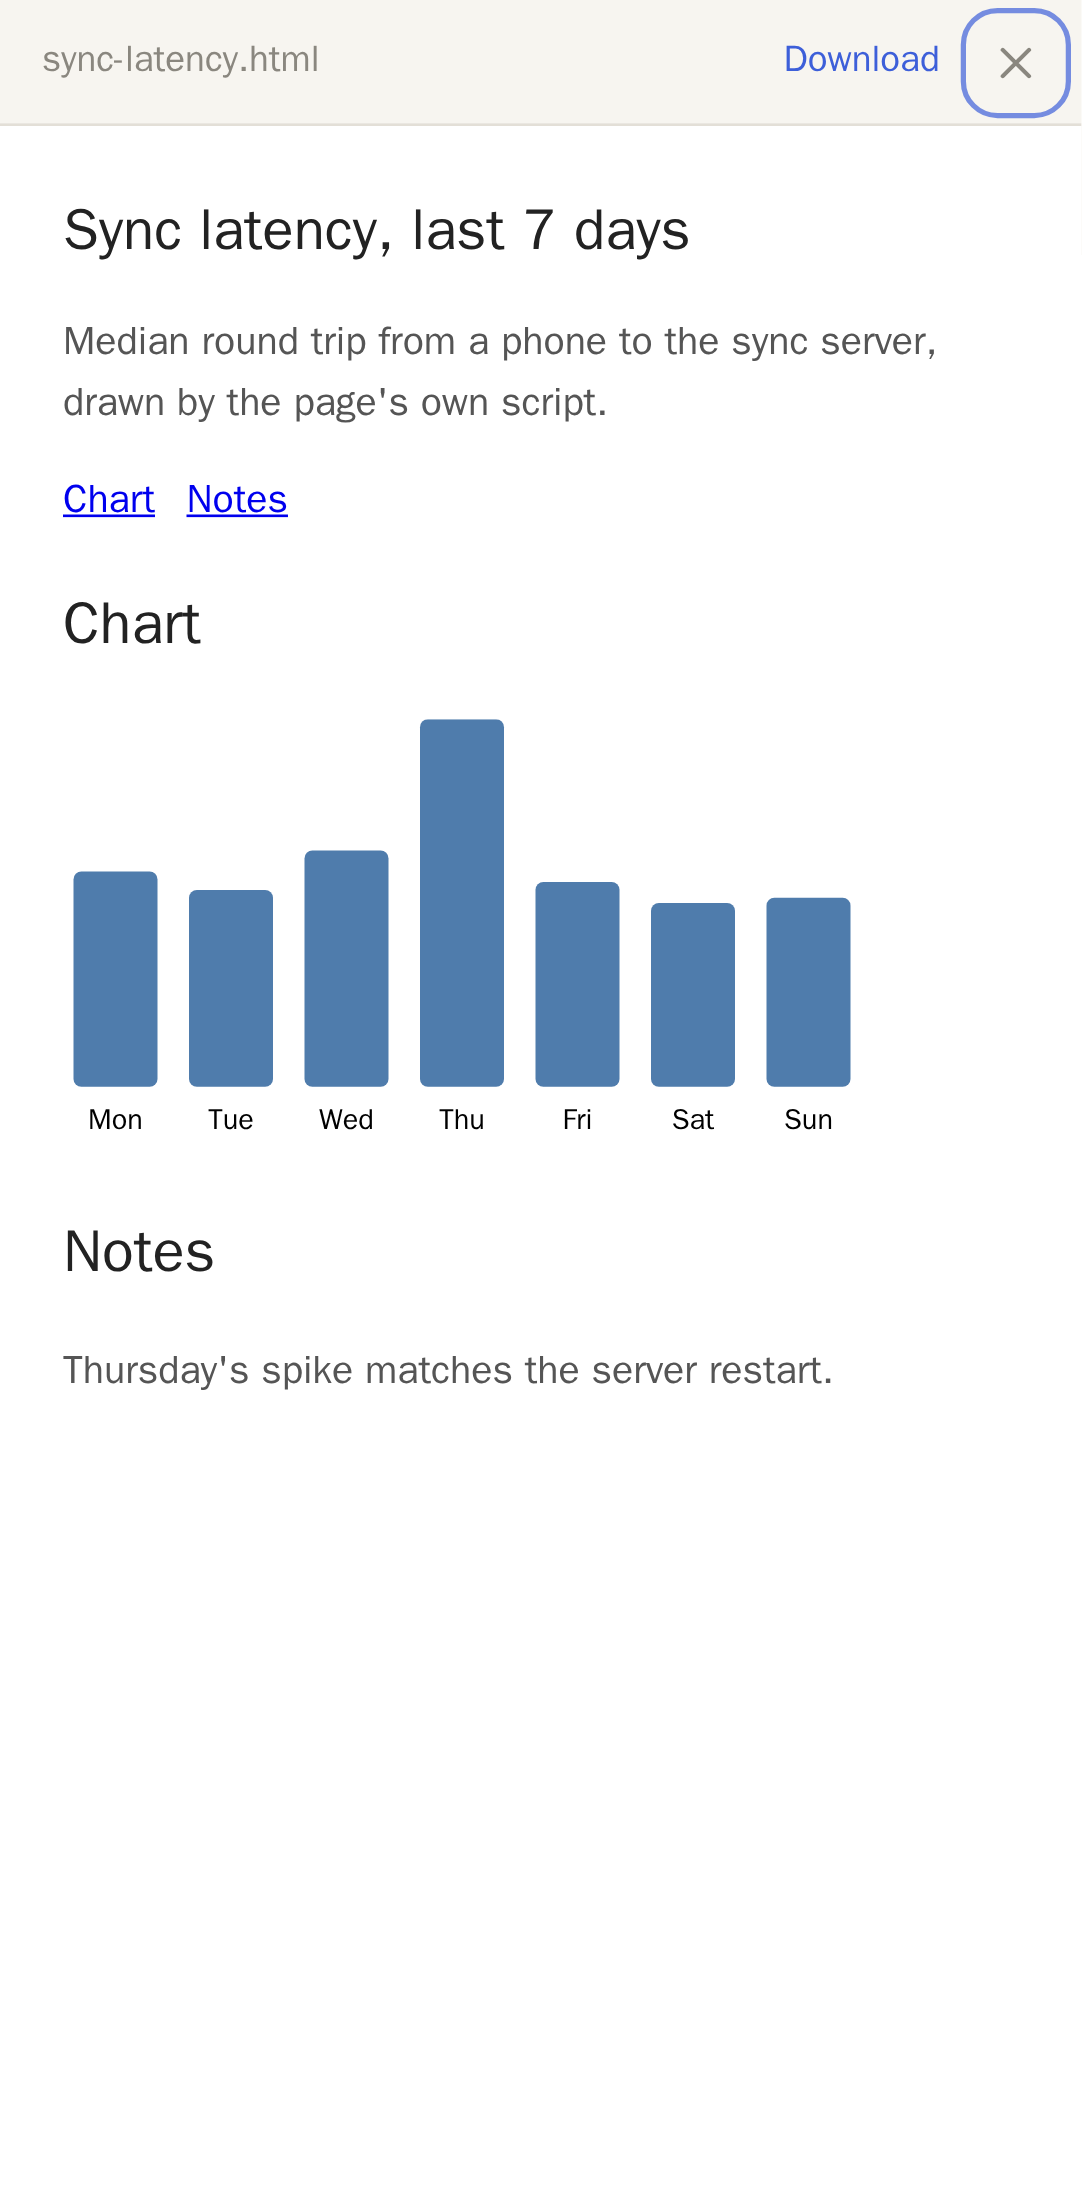 sync-latency.html
Download
Sync latency, last 7 days
Median round trip from a phone to the sync server,
drawn by the page's own script.
Chart Notes
Chart
Mon Tue Wed Thu Fri Sat Sun
Notes
Thursday's spike matches the server restart.